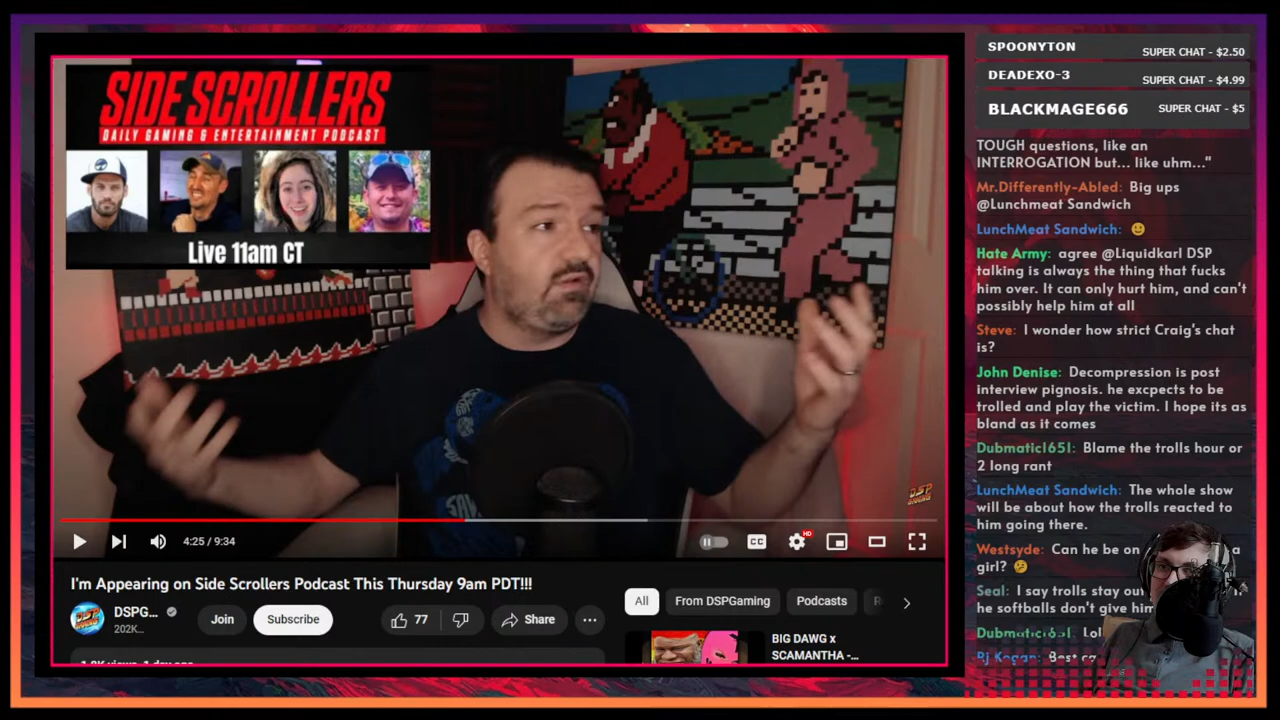 SIDE SCROLLERS
DAILY GAMING & ENTERTAINMENT PODCAST
Live 11am CT
DSP
4:25 / 9:34
CC
HD
I'm Appearing on Side Scrollers Podcast This Thursday 9am PDT!!!
DSPG...
202K...
Join
Subscribe
77
Share
All
From DSPGaming
Podcasts
BIG DAWG x
SCAMANTHA -...
SPOONYTON
SUPER CHAT - $2.50
DEADEXO-3
SUPER CHAT - $4.99
BLACKMAGE666
SUPER CHAT - $5
TOUGH questions, like an
INTERROGATION but... like uhm..."
Mr.Differently-Abled: Big ups
@Lunchmeat Sandwich
LunchMeat Sandwich:
Hate Army: agree @Liquidkarl DSP
talking is always the thing that fucks
him over. It can only hurt him, and can't
possibly help him at all
Steve: I wonder how strict Craig's chat
is?
John Denise: Decompression is post
interview pignosis. he excpects to be
trolled and play the victim. I hope its as
bland as it comes
Dubmatic1651: Blame the trolls hour or
2 long rant
LunchMeat Sandwich: The whole show
will be about how the trolls reacted to
him going there.
Westsyde: Can he be on a
girl?
Seal: I say trolls stay out
he softballs don't give him
Lol
Best